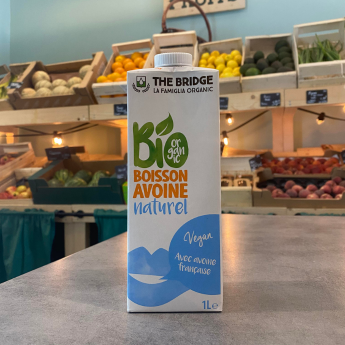 THE BRIDGE
LA FAMIGLIA ORGANIC
Bio
organic
BOISSON
AVOINE
naturel
Vegan
Avec avoine
française
1L℮